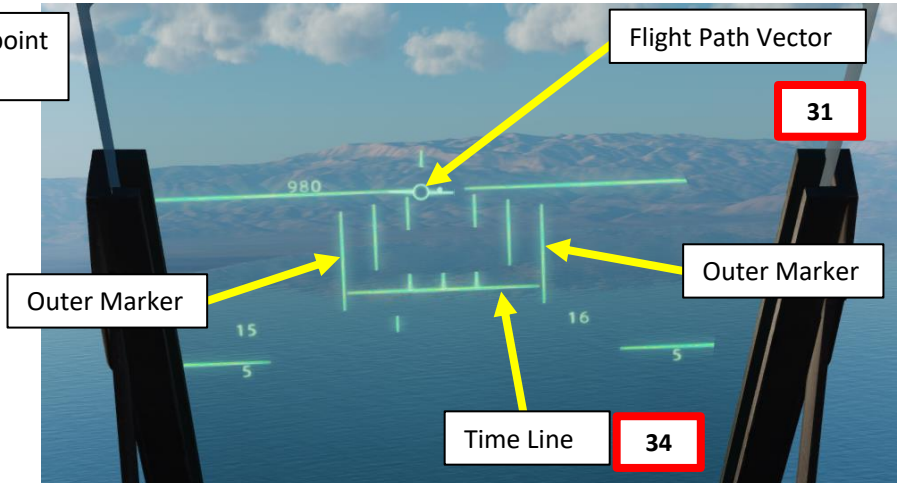 point
Flight Path Vector
31
980
Outer Marker
Outer Marker
15
16
5
5
Time Line
34